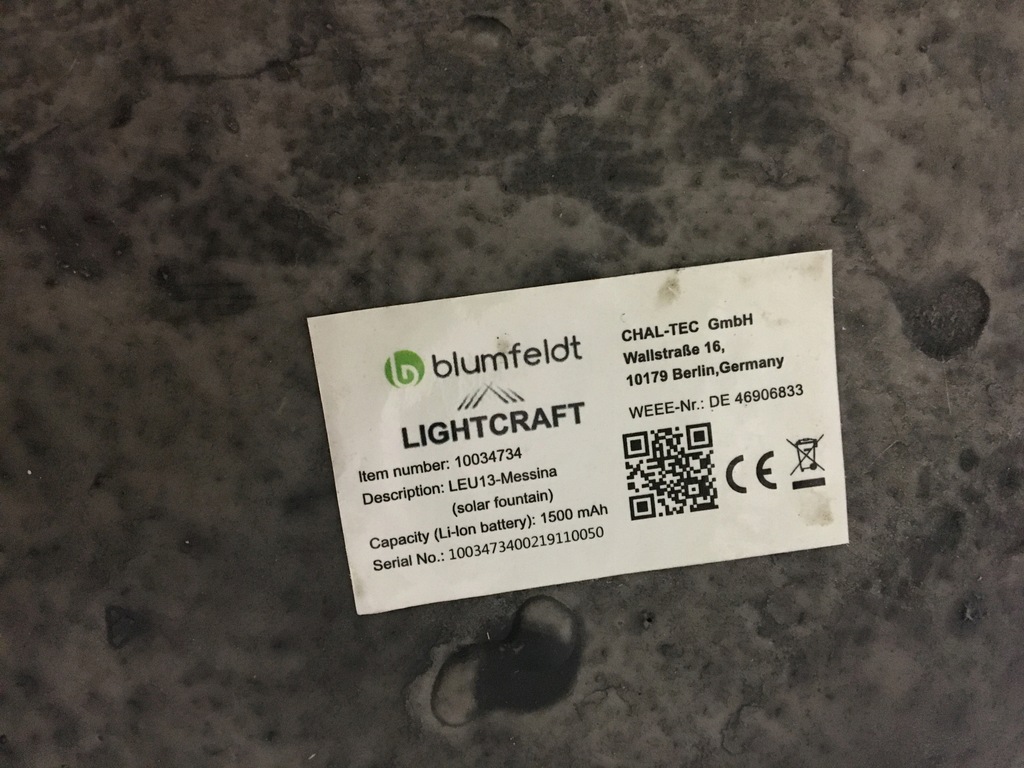 blumfeldt
LIGHTCRAFT
Item number: 10034734
Description: LEU13-Messina
(solar fountain)
Capacity (Li-Ion battery): 1500 mAh
Serial No.: 1003473400219110050
CHAL-TEC GmbH
Wallstraße 16,
10179 Berlin,Germany
WEEE-Nr.: DE 46906833
CE